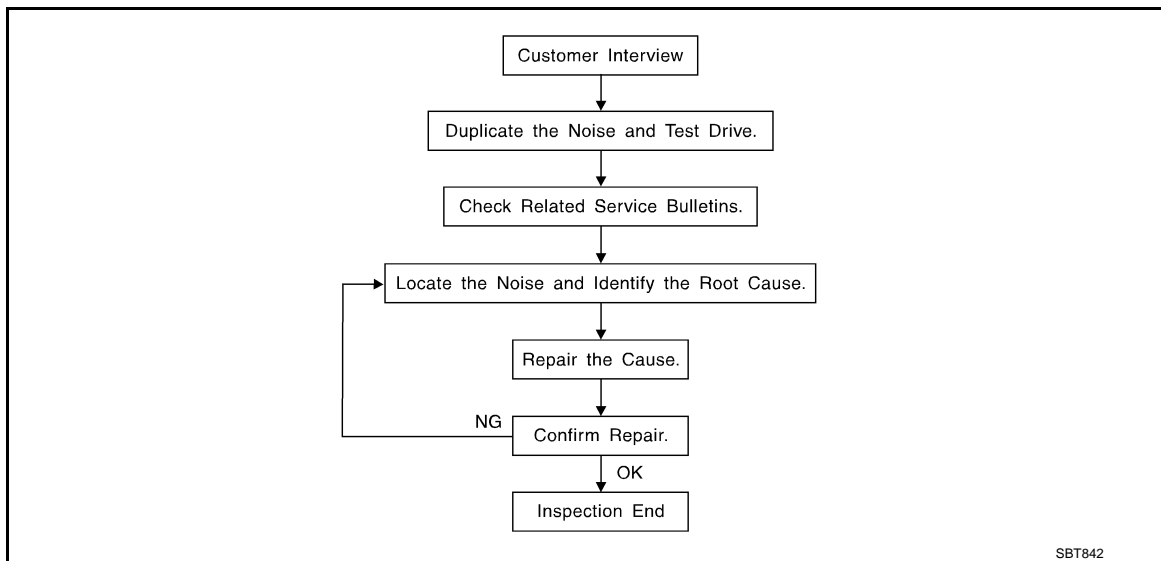 Customer Interview
Duplicate the Noise and Test Drive.
Check Related Service Bulletins.
Locate the Noise and Identify the Root Cause.
Repair the Cause.
NG
Confirm Repair.
OK
Inspection End
SBT842